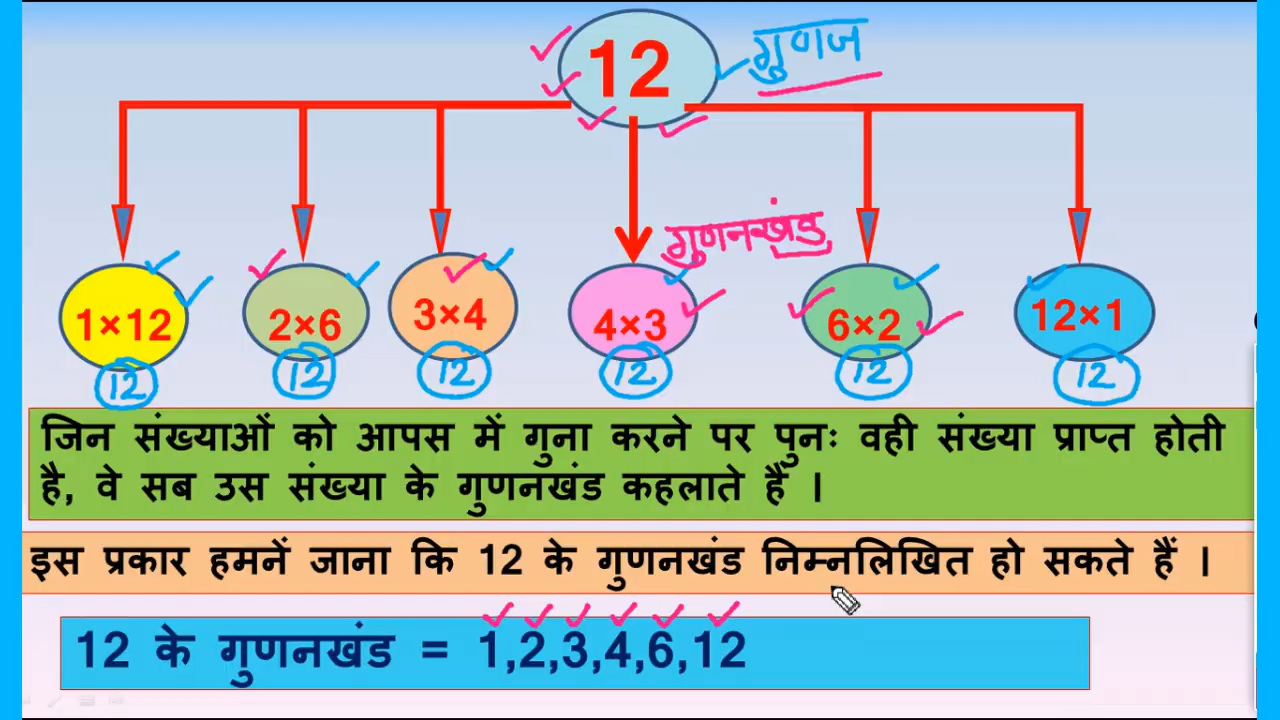 12
गुणज
गुणनखंड
1×12
2×6
3×4
4×3
6×2
12×1
12
12
12
12
12
12
जिन संख्याओं को आपस में गुना करने पर पुनः वही संख्या प्राप्त होती
है, वे सब उस संख्या के गुणनखंड कहलाते हैं ।
इस प्रकार हमनें जाना कि 12 के गुणनखंड निम्नलिखित हो सकते हैं ।
12 के गुणनखंड = 1,2,3,4,6,12